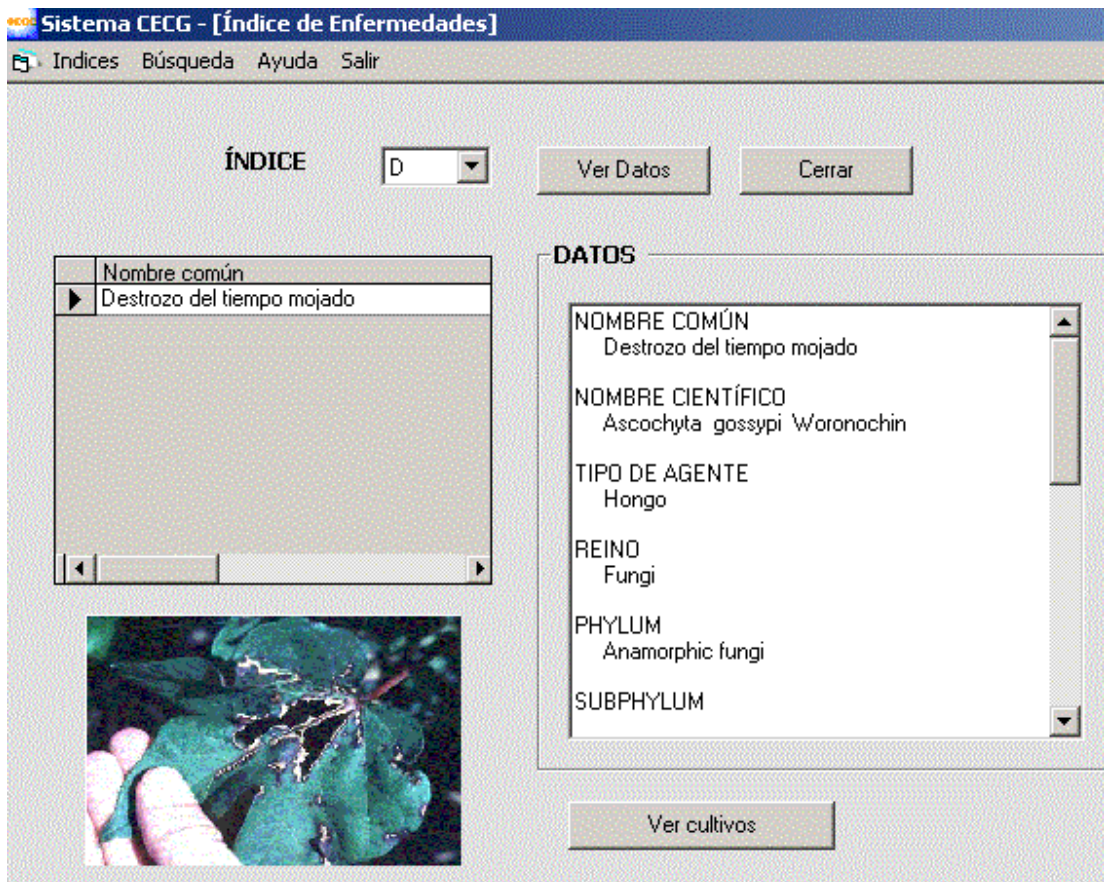 Sistema CECG - [Índice de Enfermedades]
Indices Búsqueda Ayuda Salir
ÍNDICE D Ver Datos Cerrar
Nombre común
Destrozo del tiempo mojado
DATOS
NOMBRE COMÚN
Destrozo del tiempo mojado
NOMBRE CIENTÍFICO
Ascochyta gossypi Woronochin
TIPO DE AGENTE
Hongo
REINO
Fungi
PHYLUM
Anamorphic fungi
SUBPHYLUM
Ver cultivos